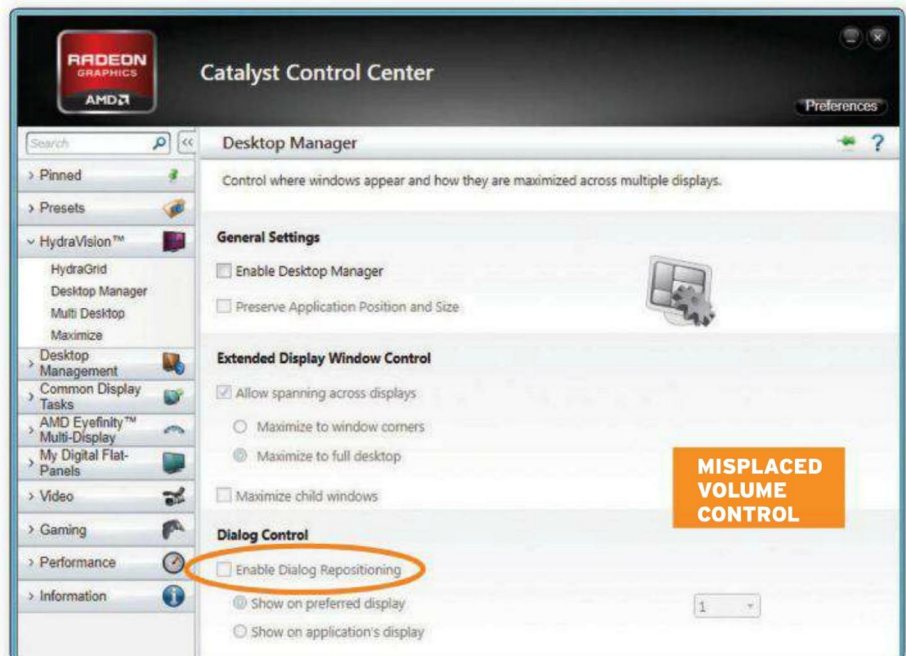 RADEON
GRAPHICS
AMD
Catalyst Control Center
Preferences
Search
<<
Desktop Manager
?
> Pinned
> Presets
HydraVision™
HydraGrid
Desktop Manager
Multi Desktop
Maximize
> Desktop
Management
> Common Display
Tasks
> AMD Eyefinity™
Multi-Display
> My Digital Flat-
Panels
> Video
> Gaming
> Performance
> Information
Control where windows appear and how they are maximized across multiple displays.
General Settings
Enable Desktop Manager
Preserve Application Position and Size
Extended Display Window Control
Allow spanning across displays
Maximize to window corners
Maximize to full desktop
Maximize child windows
MISPLACED
VOLUME
CONTROL
Dialog Control
Enable Dialog Repositioning
Show on preferred display
1
Show on application's display